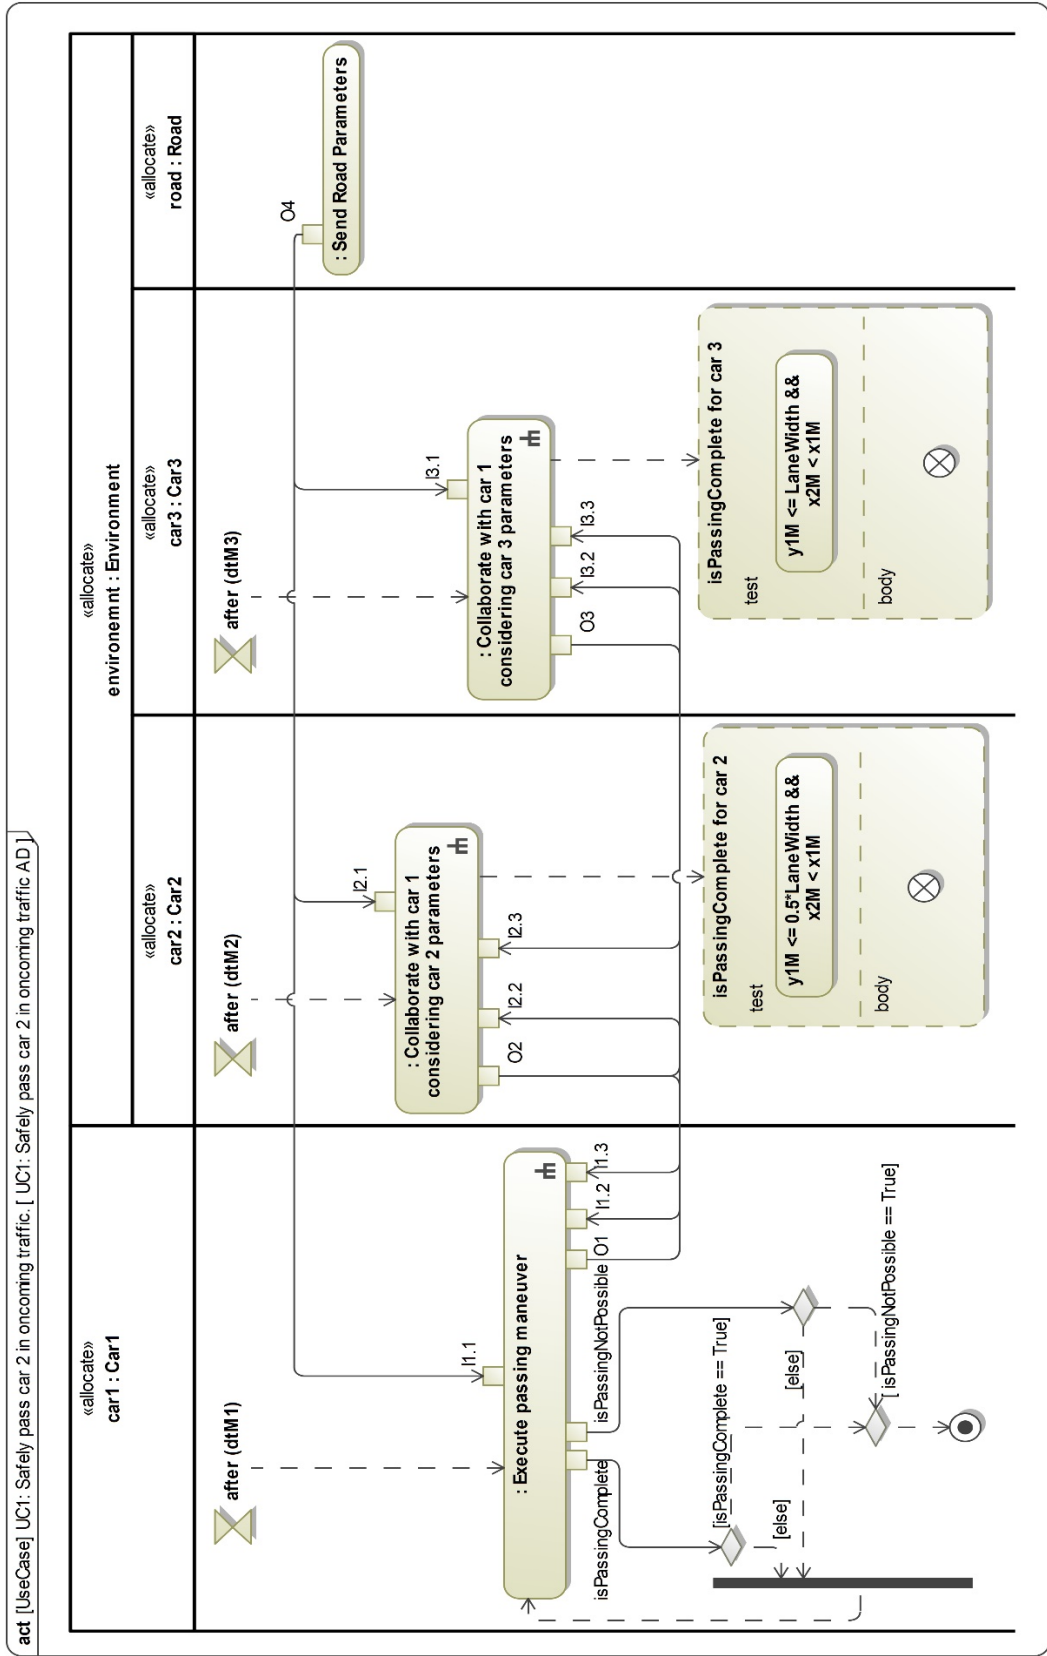 act [UseCase] UC1: Safely pass car 2 in oncoming traffic. [ UC1: Safely pass car 2 in oncoming traffic AD ]
«allocate»
car1 : Car1
«allocate»
environemnt : Environment
«allocate»
car2 : Car2
«allocate»
car3 : Car3
«allocate»
road : Road
after (dtM1)
after (dtM2)
after (dtM3)
O4
: Send Road Parameters
I1.1
: Execute passing maneuver
isPassingComplete
isPassingNotPossible
O1
I1.2
I1.3
[isPassingComplete == True]
[else]
[else]
[ isPassingNotPossible == True]
I2.1
: Collaborate with car 1
considering car 2 parameters
O2
I2.2
I2.3
isPassingComplete for car 2
test
y1M <= 0.5*LaneWidth &&
x2M < x1M
body
I3.1
: Collaborate with car 1
considering car 3 parameters
O3
I3.2
I3.3
isPassingComplete for car 3
test
y1M <= LaneWidth &&
x2M < x1M
body